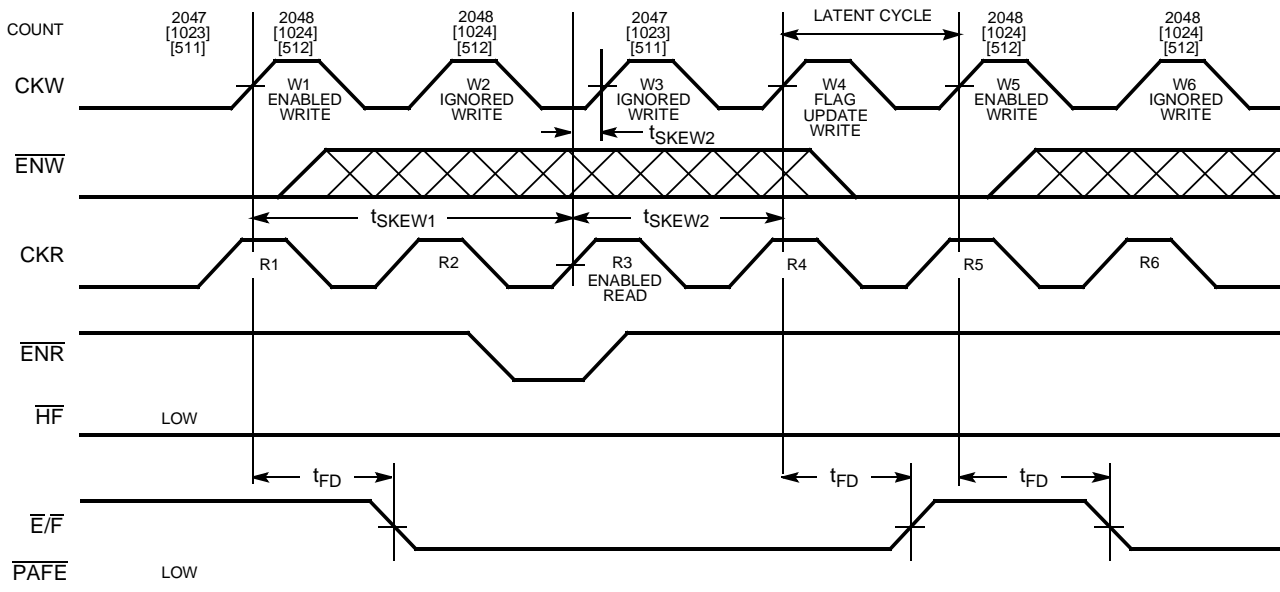 COUNT
2047
[1023]
[511]
2048
[1024]
[512]
2048
[1024]
[512]
2047
[1023]
[511]
LATENT CYCLE
2048
[1024]
[512]
2048
[1024]
[512]
CKW
W1
ENABLED
WRITE
W2
IGNORED
WRITE
W3
IGNORED
WRITE
W4
FLAG
UPDATE
WRITE
W5
ENABLED
WRITE
W6
IGNORED
WRITE
tSKEW2
ENW
tSKEW1
tSKEW2
CKR
R1
R2
R3
ENABLED
READ
R4
R5
R6
ENR
HF
LOW
tFD
tFD
tFD
E/F
PAFE
LOW